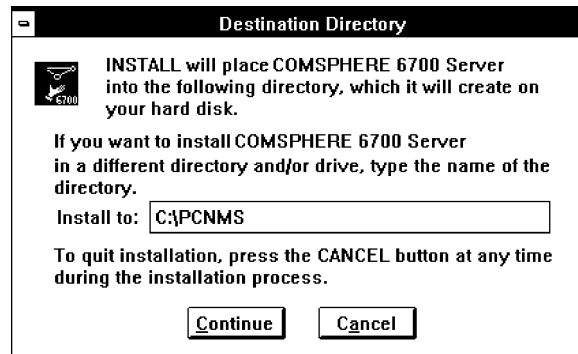 Destination Directory
INSTALL will place COMSPHERE 6700 Server
into the following directory, which it will create on
your hard disk.
6700
If you want to install COMSPHERE 6700 Server
in a different directory and/or drive, type the name of the
directory.
Install to: C:\PCNMS
To quit installation, press the CANCEL button at any time
during the installation process.
Continue Cancel